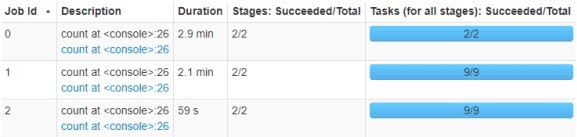 Job Id ▲ Description Duration Stages: Succeeded/Total Tasks (for all stages): Succeeded/Total
0 count at <console>:26 2.9 min 2/2 2/2
count at <console>:26
1 count at <console>:26 2.1 min 2/2 9/9
count at <console>:26
2 count at <console>:26 59 s 2/2 9/9
count at <console>:26